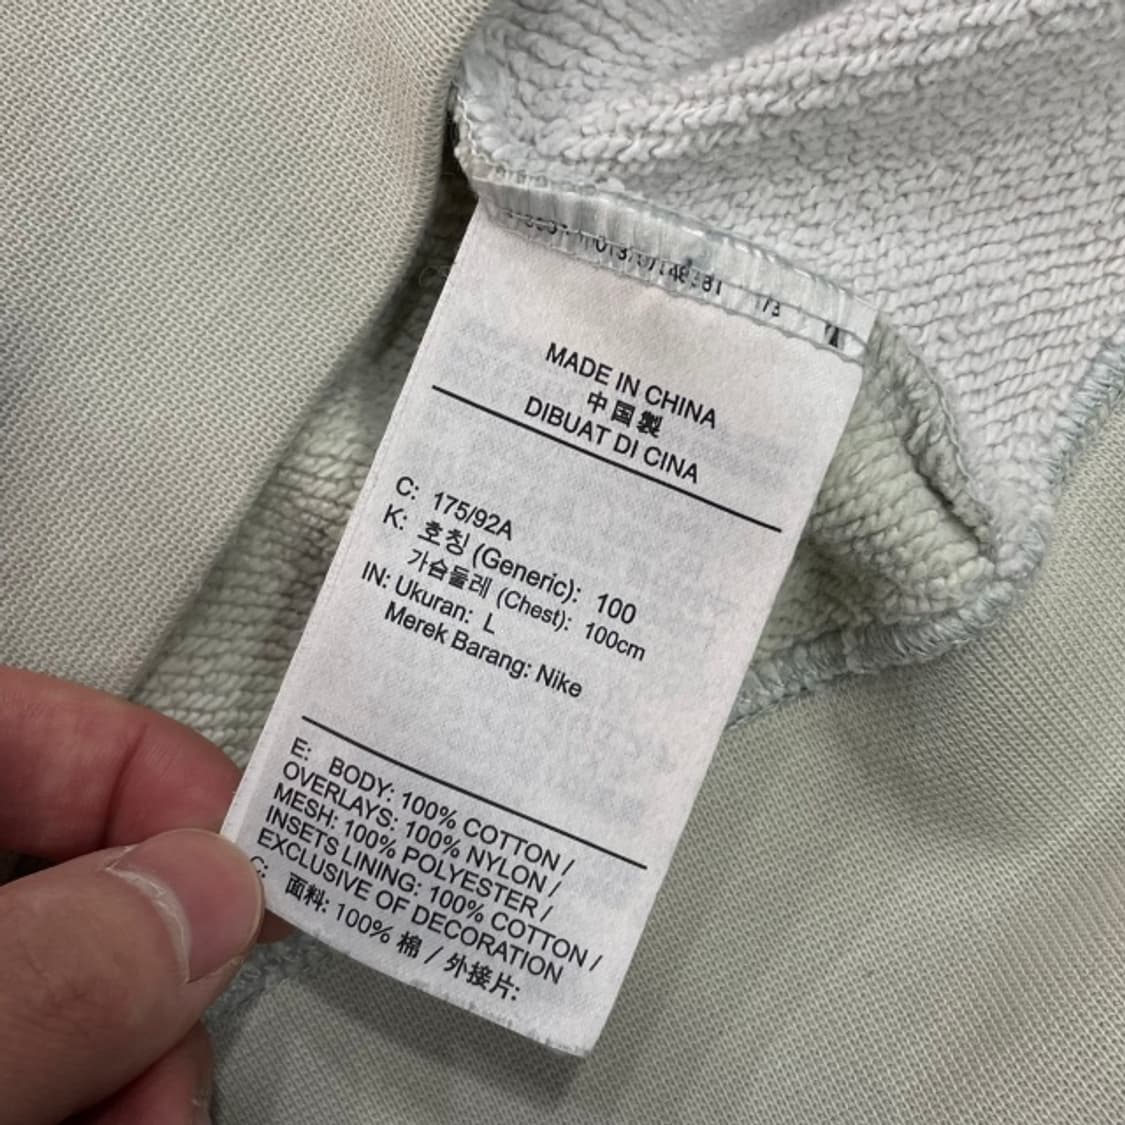 MADE IN CHINA
中国製
DIBUAT DI CINA
C: 175/92A
K: 호칭 (Generic): 100
가슴둘레 (Chest): 100cm
IN: Ukuran: L
Merek Barang: Nike
E: BODY: 100% COTTON /
OVERLAYS: 100% NYLON /
MESH: 100% POLYESTER /
INSETS LINING: 100% COTTON /
EXCLUSIVE OF DECORATION
C: 面料: 100% 棉 / 外接片: